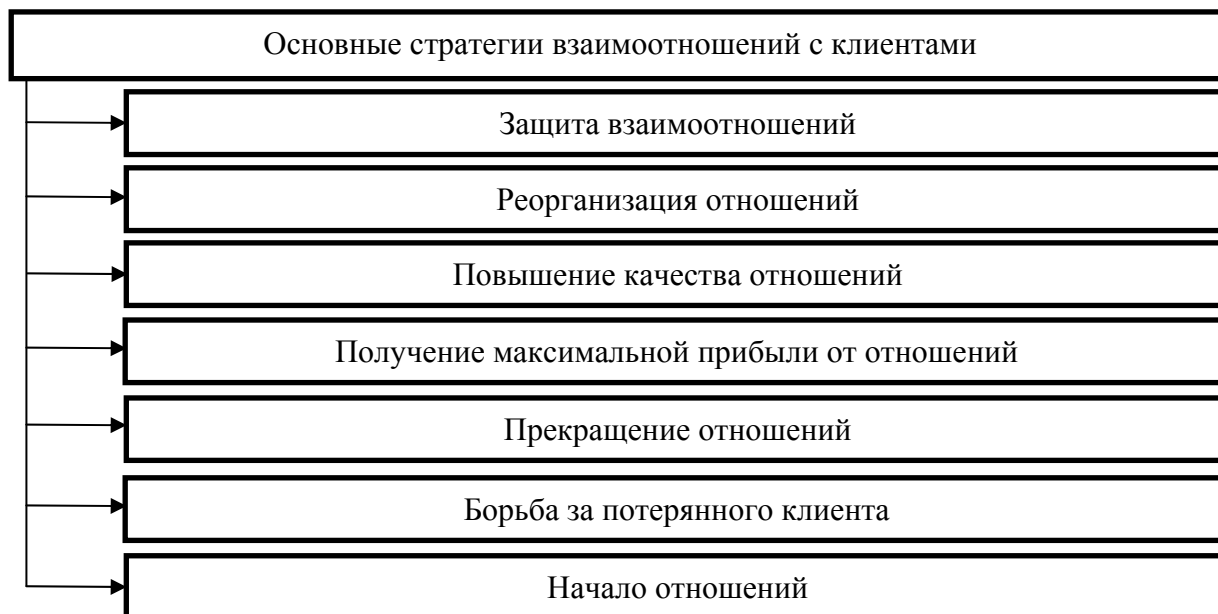 Основные стратегии взаимоотношений с клиентами
Защита взаимоотношений
Реорганизация отношений
Повышение качества отношений
Получение максимальной прибыли от отношений
Прекращение отношений
Борьба за потерянного клиента
Начало отношений